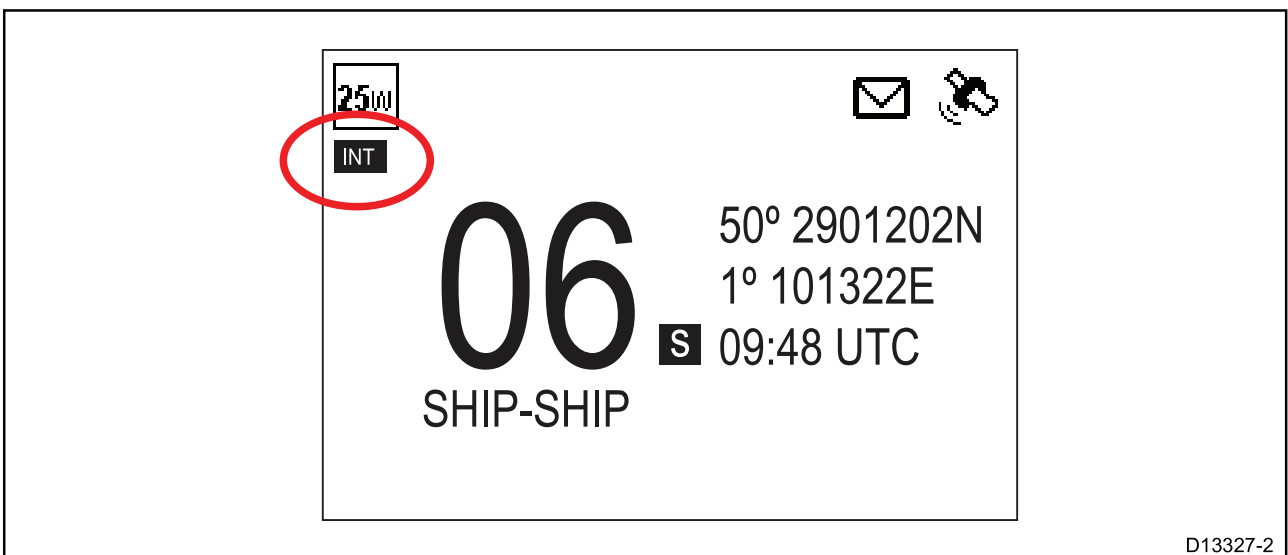 25W
INT
06
SHIP-SHIP
50º 2901202N
1º 101322E
S 09:48 UTC
D13327-2